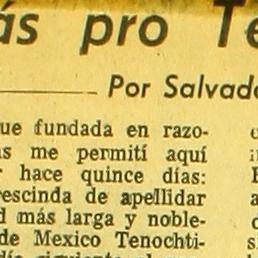 ás pro Te
Por Salvado
ue fundada en razo-
s me permití aquí
r hace quince días:
rescinda de apellidar
d más larga y noble-
de Mexico Tenochti-